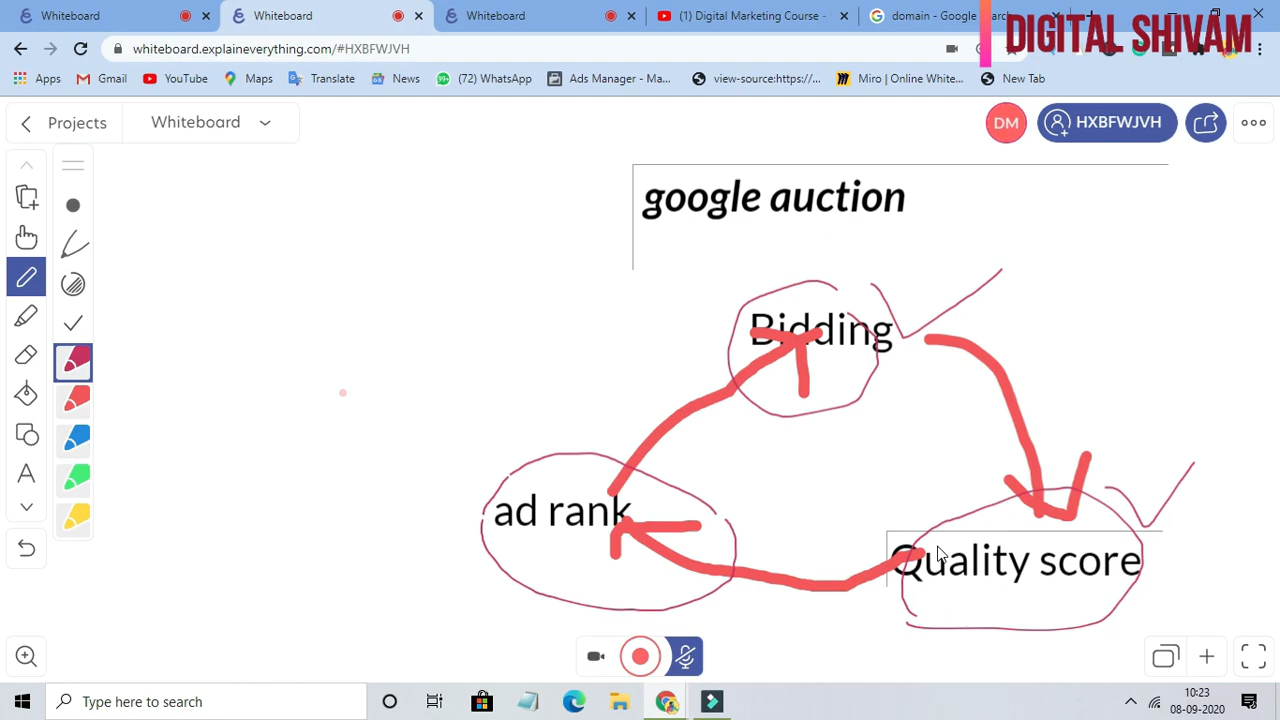 Whiteboard
Whiteboard
Whiteboard
(1) Digital Marketing Course -
domain - Google Search
DIGITAL SHIVAM
whiteboard.explaineverything.com/#HXBFWJVH
Apps
Gmail
YouTube
Maps
Translate
News
(72) WhatsApp
Ads Manager - Ma...
view-source:https://...
Miro | Online White...
New Tab
Projects
Whiteboard
DM
HXBFWJVH
google auction
Bidding
ad rank
Quality score
A
Type here to search
0:23
08-09-2020